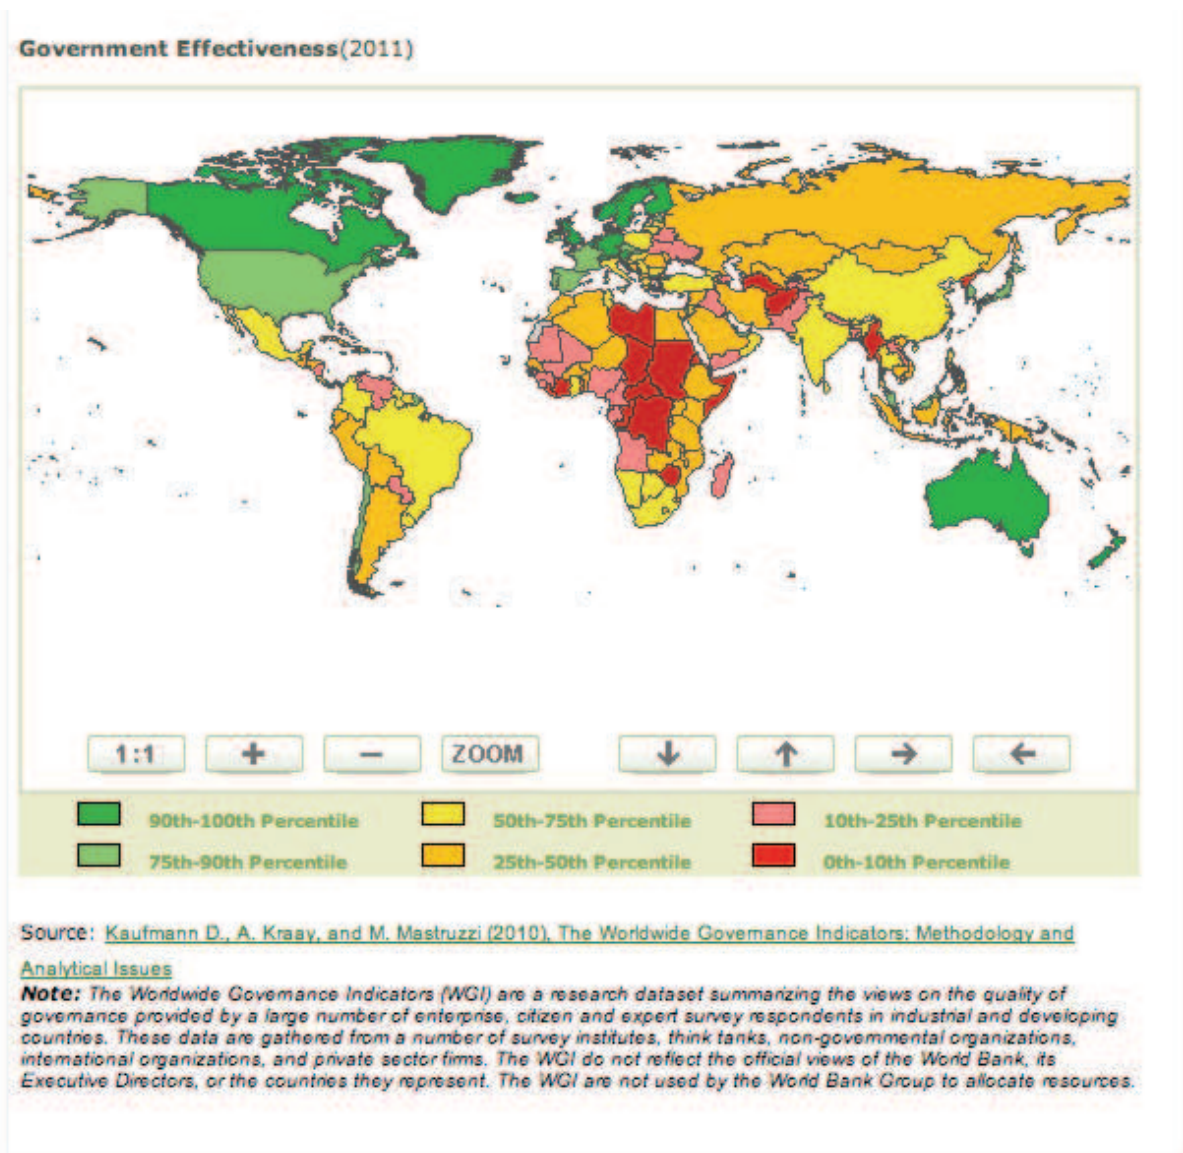 Government Effectiveness(2011)
1:1 + − ZOOM ↓ ↑ → ←
90th-100th Percentile 50th-75th Percentile 10th-25th Percentile
75th-90th Percentile 25th-50th Percentile 0th-10th Percentile
Source: Kaufmann D., A. Kraay, and M. Mastruzzi (2010), The Worldwide Governance Indicators: Methodology and
Analytical Issues
Note: The Worldwide Governance Indicators (WGI) are a research dataset summarizing the views on the quality of
governance provided by a large number of enterprise, citizen and expert survey respondents in industrial and developing
countries. These data are gathered from a number of survey institutes, think tanks, non-governmental organizations,
international organizations, and private sector firms. The WGI do not reflect the official views of the World Bank, its
Executive Directors, or the countries they represent. The WGI are not used by the World Bank Group to allocate resources.